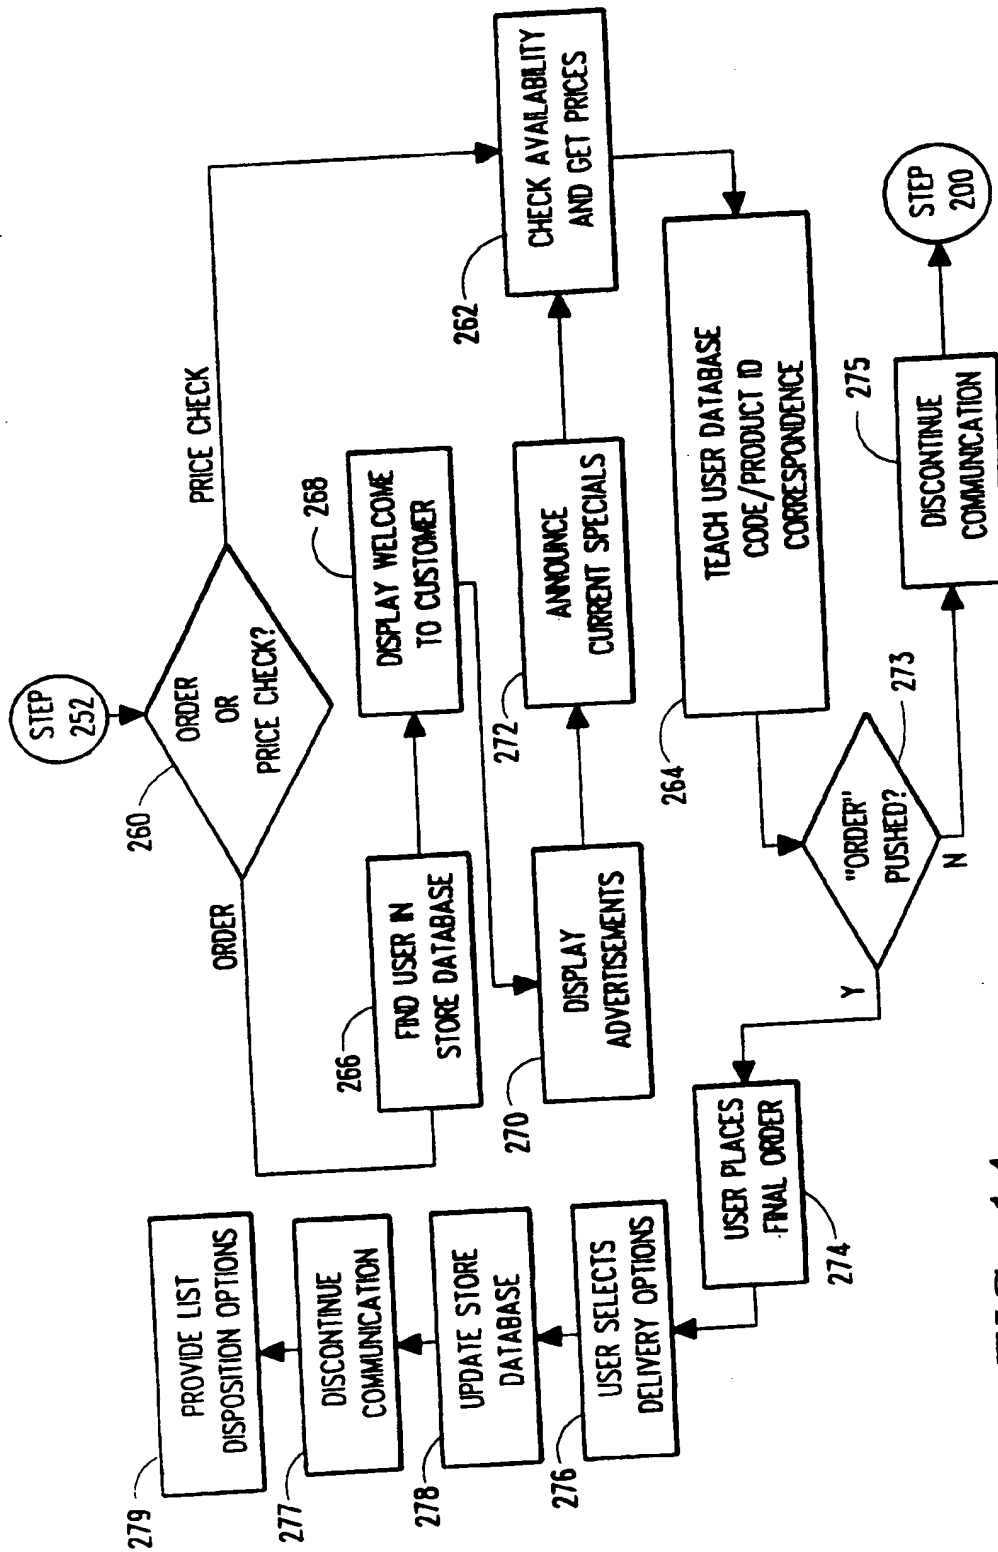 STEP
252
260
ORDER
OR
PRICE CHECK?
ORDER
PRICE CHECK
266
FIND USER IN
STORE DATABASE
268
DISPLAY WELCOME
TO CUSTOMER
270
DISPLAY
ADVERTISEMENTS
272
ANNOUNCE
CURRENT SPECIALS
262
CHECK AVAILABILITY
AND GET PRICES
264
TEACH USER DATABASE
CODE/PRODUCT ID
CORRESPONDENCE
273
"ORDER"
PUSHED?
Y
N
275
DISCONTINUE
COMMUNICATION
STEP
200
274
USER PLACES
FINAL ORDER
276
USER SELECTS
DELIVERY OPTIONS
278
UPDATE STORE
DATABASE
277
DISCONTINUE
COMMUNICATION
279
PROVIDE LIST
DISPOSITION OPTIONS